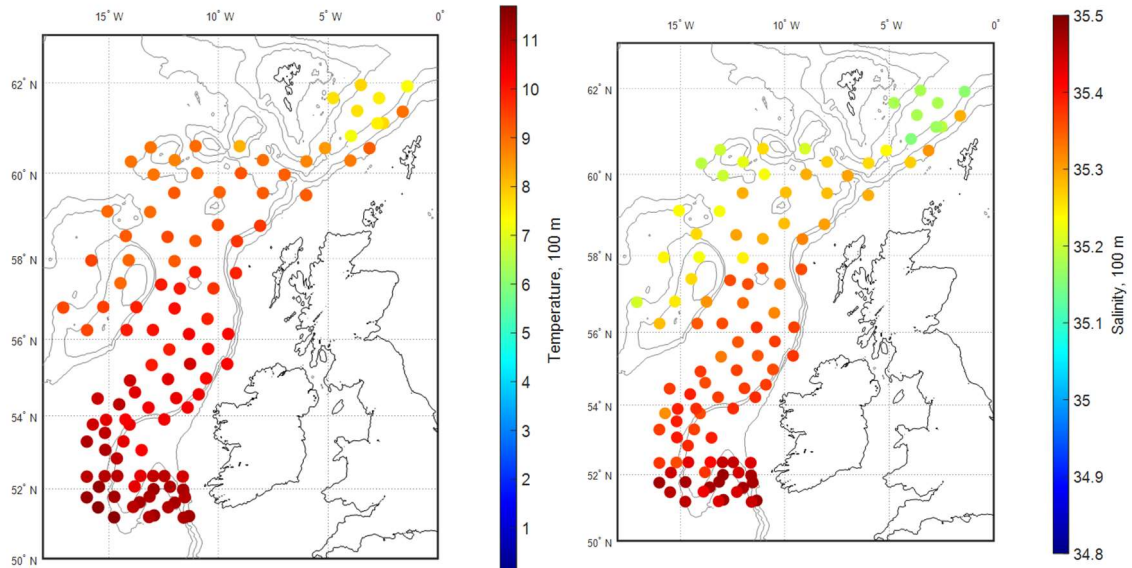 15° W 10° W 5° W 0°
62° N
60° N
58° N
56° N
54° N
52° N
50° N
11
10
9
8
7
6
5
4
3
2
1
Temperature, 100 m
15° W 10° W 5° W 0°
62° N
60° N
58° N
56° N
54° N
52° N
50° N
35.5
35.4
35.3
35.2
35.1
35
34.9
34.8
Salinity, 100 m